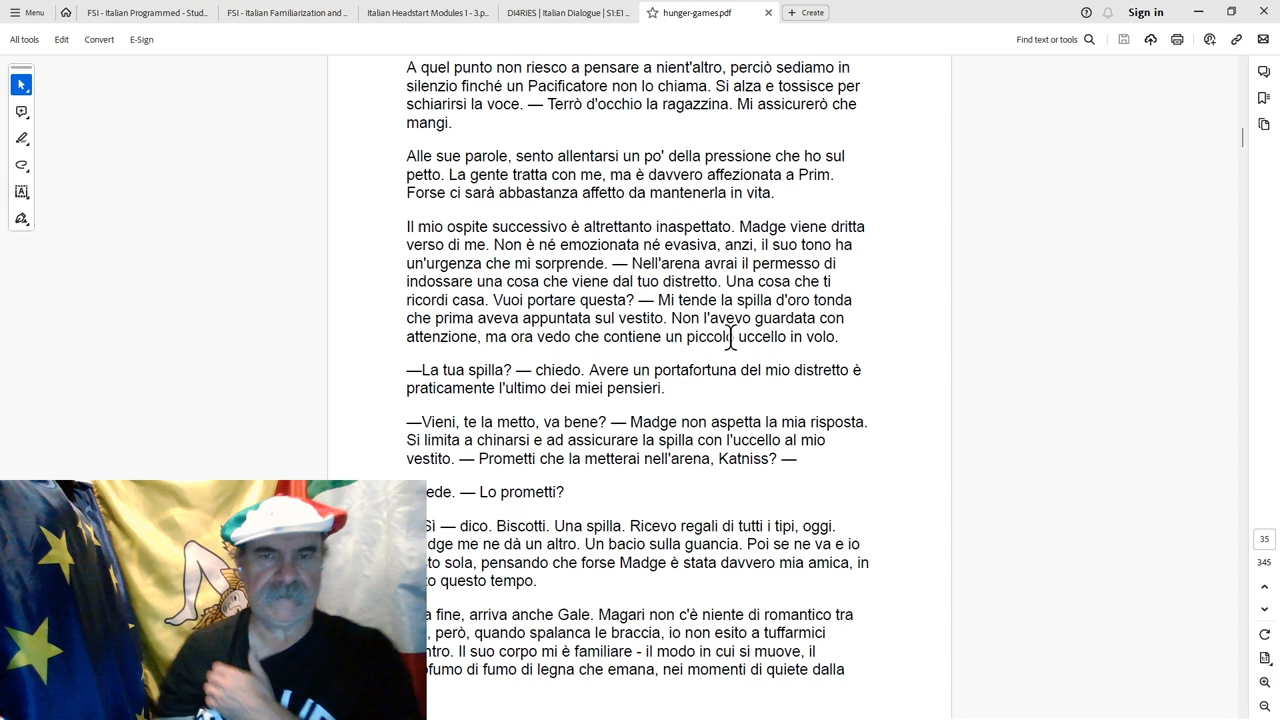 Menu
FSI - Italian Programmed - Stud...
FSI - Italian Familiarization and ...
Italian Headstart Modules 1 - 3.p...
DI4RIES | Italian Dialogue | S1:E1 ...
hunger-games.pdf
Create
Sign in
All tools
Edit
Convert
E-Sign
Find text or tools
A quel punto non riesco a pensare a nient'altro, perciò sediamo in
silenzio finché un Pacificatore non lo chiama. Si alza e tossisce per
schiarirsi la voce. — Terrò d'occhio la ragazzina. Mi assicurerò che
mangi.
Alle sue parole, sento allentarsi un po' della pressione che ho sul
petto. La gente tratta con me, ma è davvero affezionata a Prim.
Forse ci sarà abbastanza affetto da mantenerla in vita.
Il mio ospite successivo è altrettanto inaspettato. Madge viene dritta
verso di me. Non è né emozionata né evasiva, anzi, il suo tono ha
un'urgenza che mi sorprende. — Nell'arena avrai il permesso di
indossare una cosa che viene dal tuo distretto. Una cosa che ti
ricordi casa. Vuoi portare questa? — Mi tende la spilla d'oro tonda
che prima aveva appuntata sul vestito. Non l'avevo guardata con
attenzione, ma ora vedo che contiene un piccolo uccello in volo.
—La tua spilla? — chiedo. Avere un portafortuna del mio distretto è
praticamente l'ultimo dei miei pensieri.
—Vieni, te la metto, va bene? — Madge non aspetta la mia risposta.
Si limita a chinarsi e ad assicurare la spilla con l'uccello al mio
vestito. — Prometti che la metterai nell'arena, Katniss? —
ede. — Lo prometti?
Sì — dico. Biscotti. Una spilla. Ricevo regali di tutti i tipi, oggi.
dge me ne dà un altro. Un bacio sulla guancia. Poi se ne va e io
to sola, pensando che forse Madge è stata davvero mia amica, in
o questo tempo.
a fine, arriva anche Gale. Magari non c'è niente di romantico tra
, però, quando spalanca le braccia, io non esito a tuffarmici
ntro. Il suo corpo mi è familiare - il modo in cui si muove, il
ofumo di fumo di legna che emana, nei momenti di quiete dalla
35
345